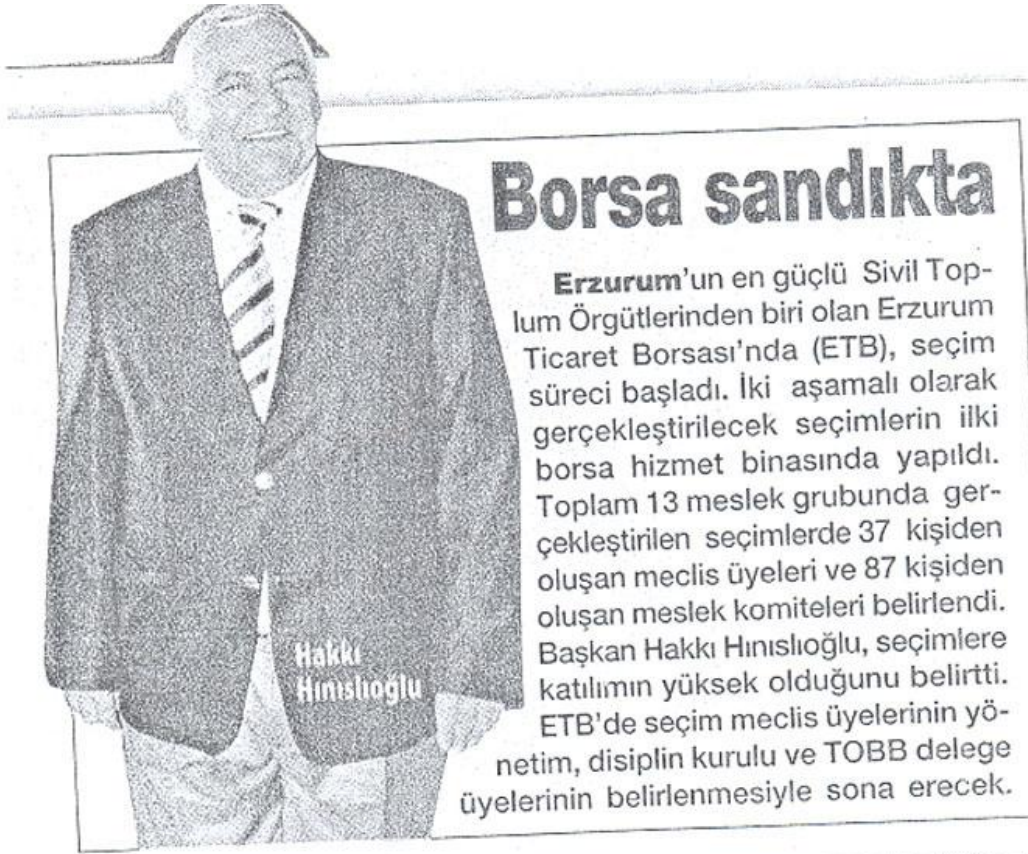 Borsa sandıkta
Erzurum'un en güçlü Sivil Top-
lum Örgütlerinden biri olan Erzurum
Ticaret Borsası'nda (ETB), seçim
süreci başladı. İki aşamalı olarak
gerçekleştirilecek seçimlerin ilki
borsa hizmet binasında yapıldı.
Toplam 13 meslek grubunda ger-
çekleştirilen seçimlerde 37 kişiden
oluşan meclis üyeleri ve 87 kişiden
oluşan meslek komiteleri belirlendi.
Başkan Hakkı Hınıslıoğlu, seçimlere
katılımın yüksek olduğunu belirtti.
ETB'de seçim meclis üyelerinin yö-
netim, disiplin kurulu ve TOBB delege
üyelerinin belirlenmesiyle sona erecek.
Hakkı
Hınıslıoğlu